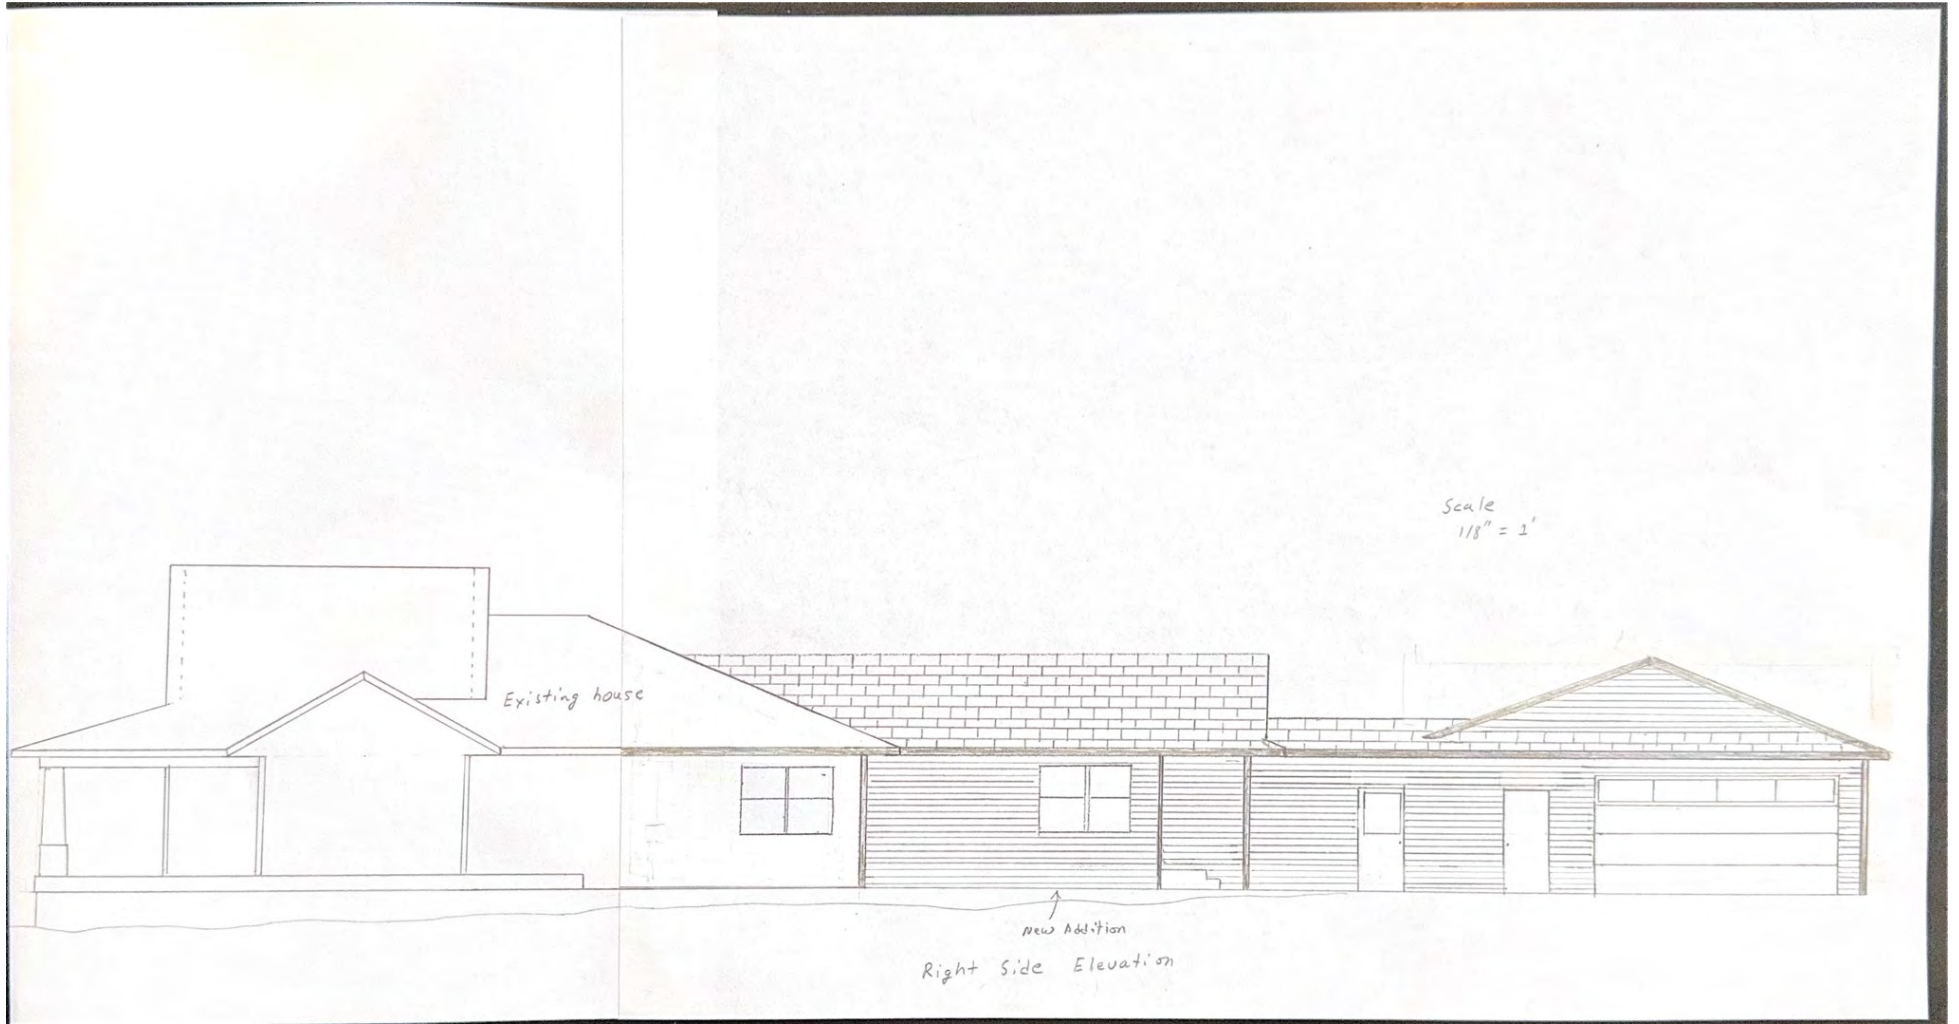 Scale
1/8" = 1'
Existing house
New Addition
Right Side Elevation